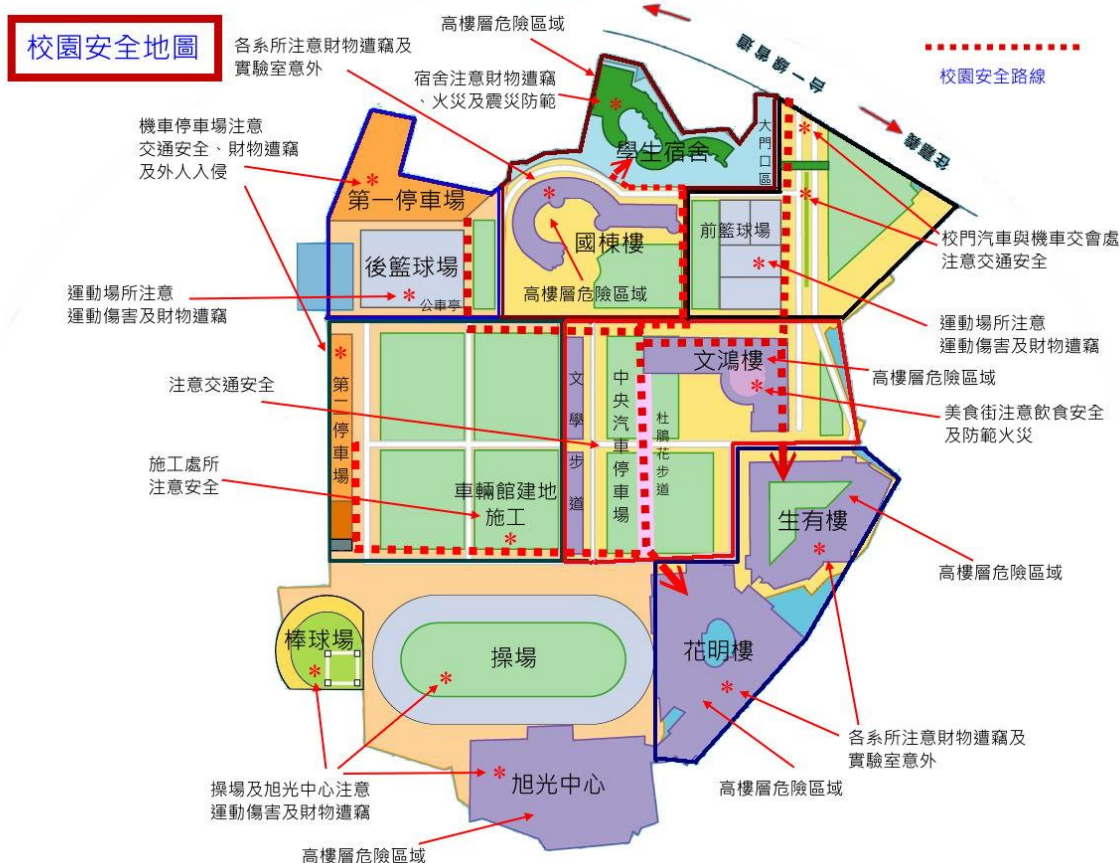 校園安全地圖
高樓層危險區域
各系所注意財物遭竊及
實驗室意外
宿舍注意財物遭竊
、火災及震災防範
台一線省道
往嘉義
校園安全路線
機車停車場注意
交通安全、財物遭竊
及外人入侵
學生宿舍
大門口區
第一停車場
國棟樓
前籃球場
校門汽車與機車交會處
注意交通安全
後籃球場
公車亭
高樓層危險區域
運動場所注意
運動傷害及財物遭竊
運動場所注意
運動傷害及財物遭竊
文鴻樓
高樓層危險區域
注意交通安全
第一停車場
文學步道
中央汽車停車場
杜鵑花步道
美食街注意飲食安全
及防範火災
施工處所
注意安全
車輛館建地
施工
生有樓
高樓層危險區域
棒球場
操場
花明樓
各系所注意財物遭竊及
實驗室意外
高樓層危險區域
操場及旭光中心注意
運動傷害及財物遭竊
旭光中心
高樓層危險區域